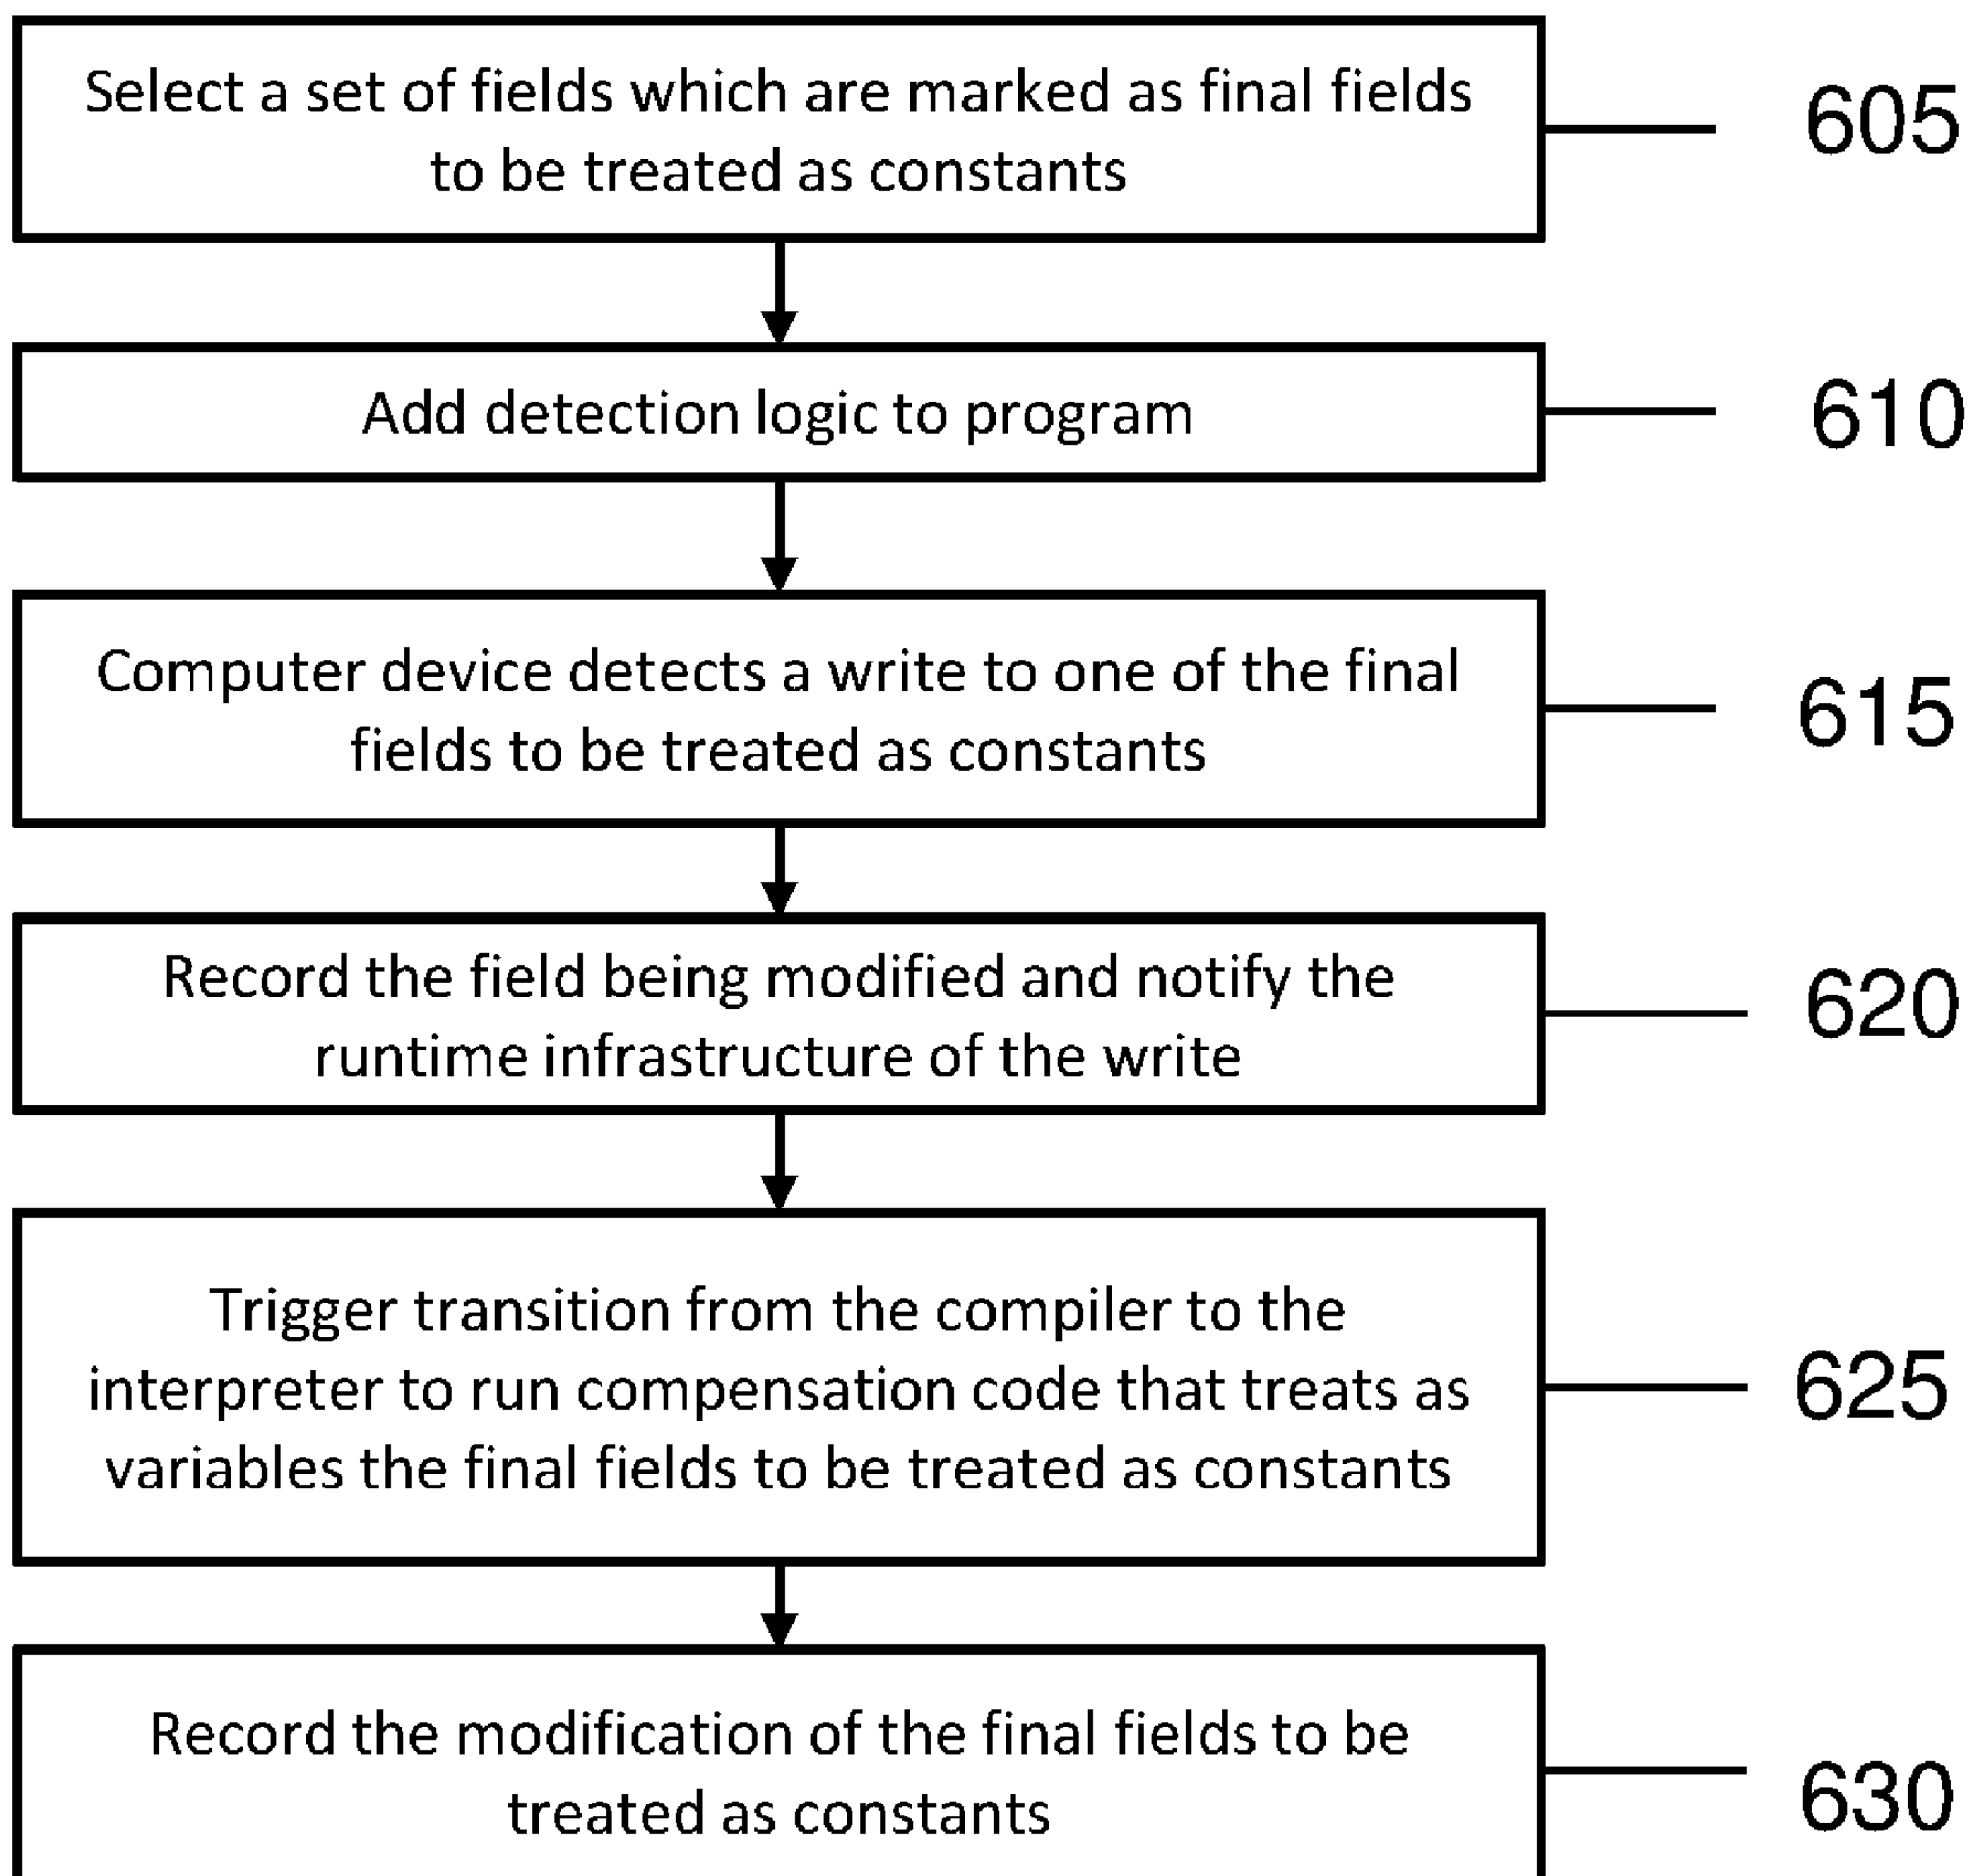 Select a set of fields which are marked as final fields
to be treated as constants
605
Add detection logic to program
610
Computer device detects a write to one of the final
fields to be treated as constants
615
Record the field being modified and notify the
runtime infrastructure of the write
620
Trigger transition from the compiler to the
interpreter to run compensation code that treats as
variables the final fields to be treated as constants
625
Record the modification of the final fields to be
treated as constants
630